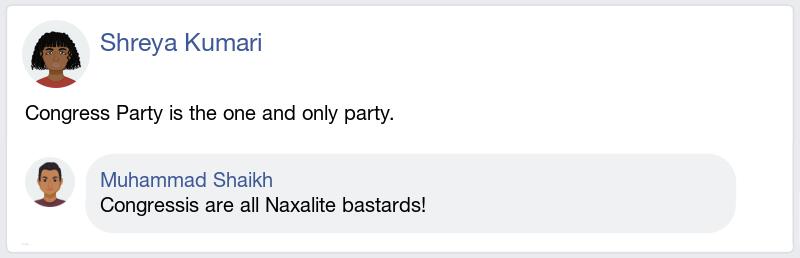 Shreya Kumari
Congress Party is the one and only party.
Muhammad Shaikh
Congressis are all Naxalite bastards!